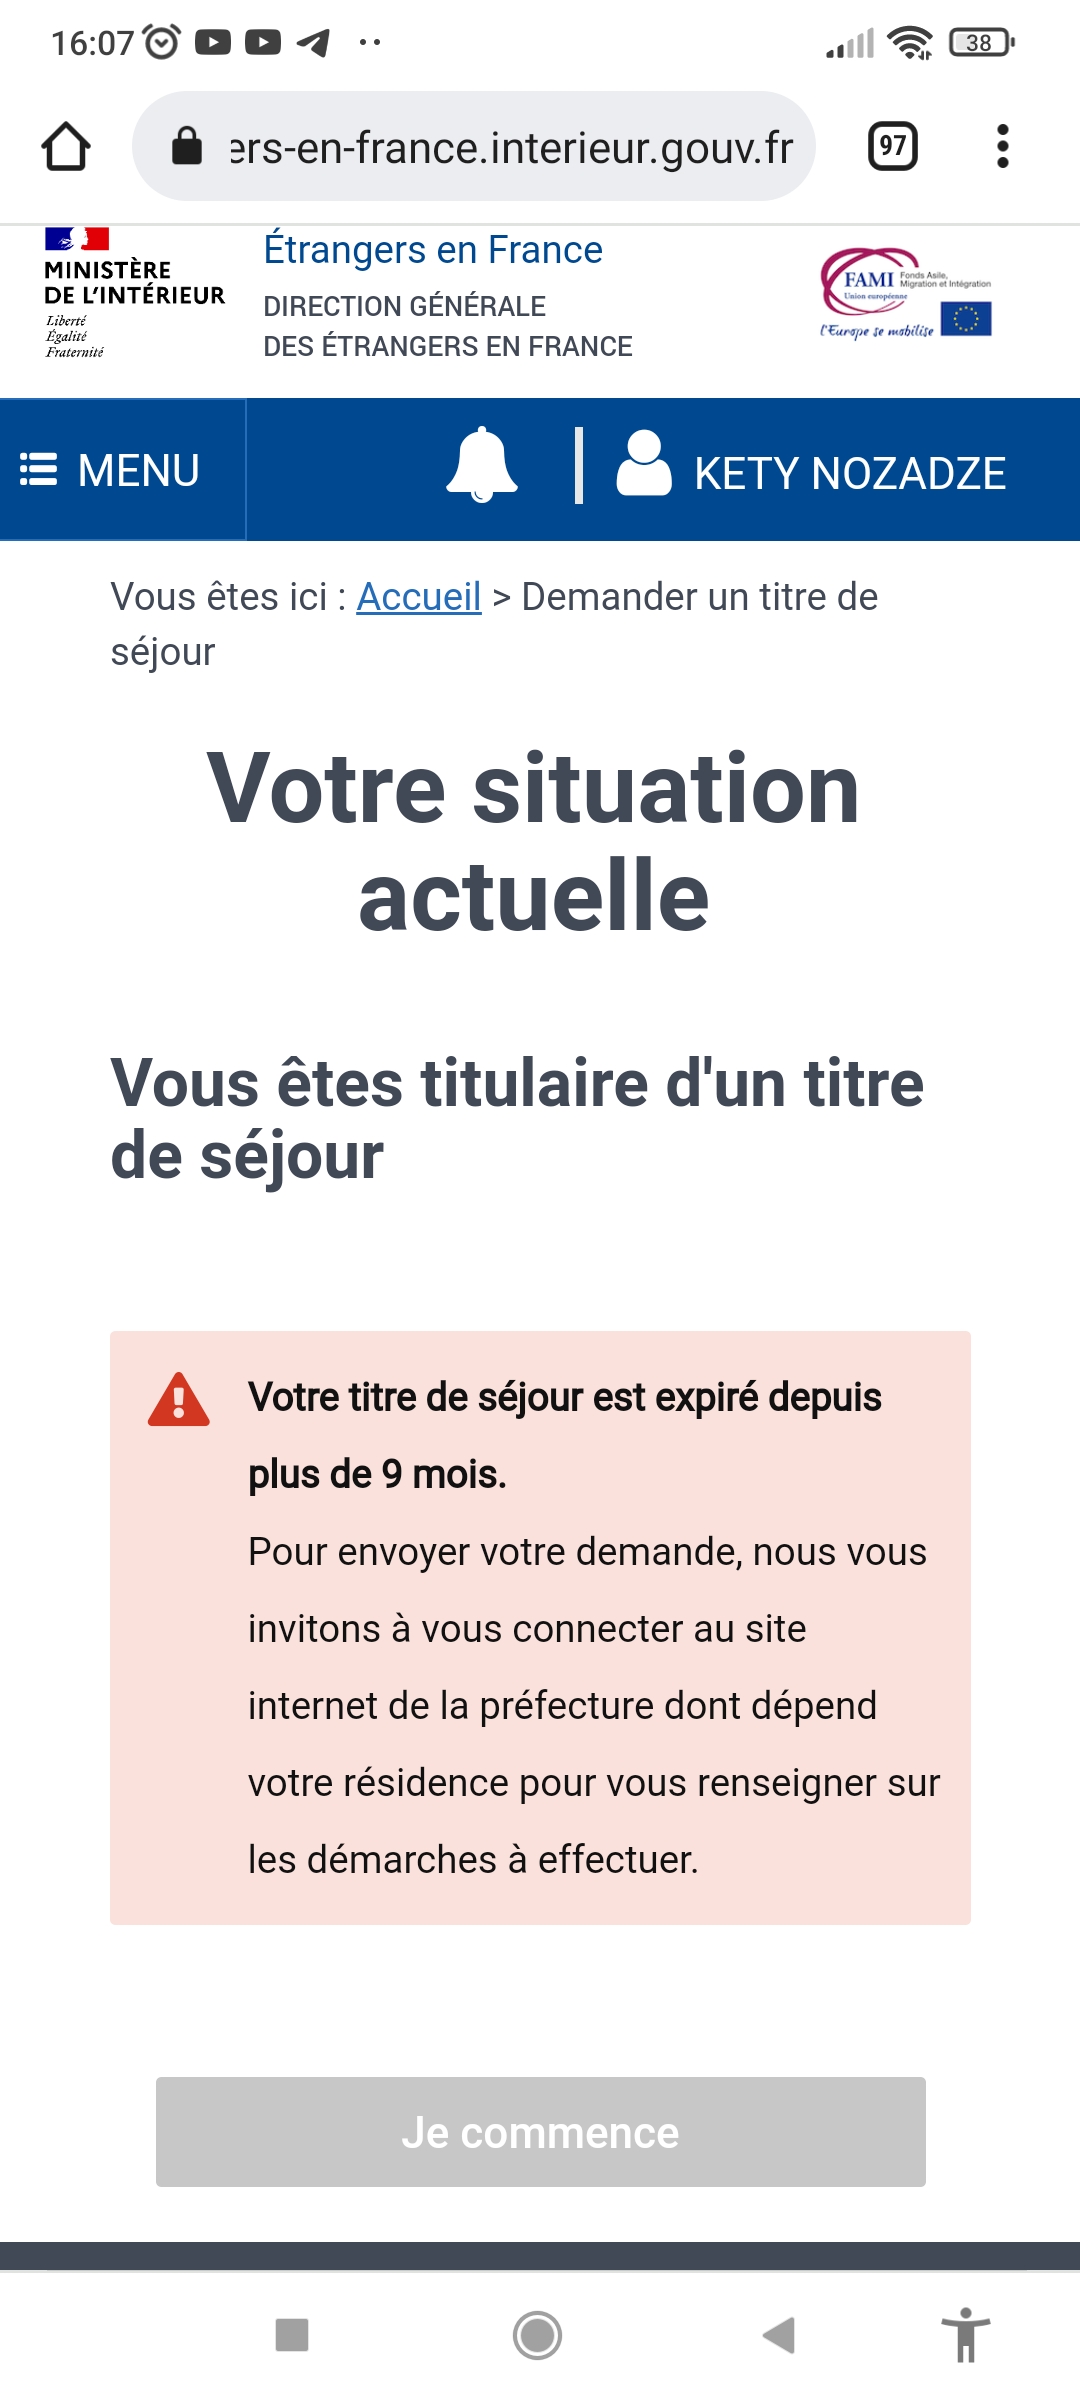 16:07
38
ers-en-france.interieur.gouv.fr
97
MINISTÈRE
DE L'INTÉRIEUR
Liberté
Égalité
Fraternité
Étrangers en France
DIRECTION GÉNÉRALE
DES ÉTRANGERS EN FRANCE
FAMI
Union européenne
Fonds Asile,
Migration et Intégration
l'Europe se mobilise
MENU
KETY NOZADZE
Vous êtes ici : Accueil > Demander un titre de
séjour
Votre situation
actuelle
Vous êtes titulaire d'un titre
de séjour
Votre titre de séjour est expiré depuis
plus de 9 mois.
Pour envoyer votre demande, nous vous
invitons à vous connecter au site
internet de la préfecture dont dépend
votre résidence pour vous renseigner sur
les démarches à effectuer.
Je commence